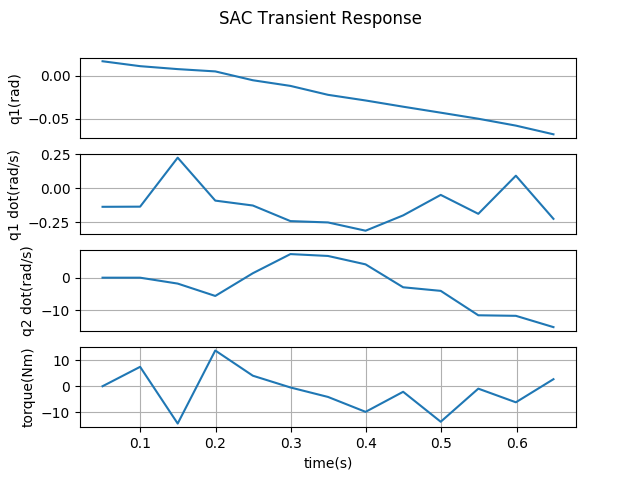 SAC Transient Response
q1(rad)
0.00
−0.05
q1 dot(rad/s)
0.25
0.00
−0.25
q2 dot(rad/s)
0
−10
torque(Nm)
10
0
−10
0.1 0.2 0.3 0.4 0.5 0.6
time(s)